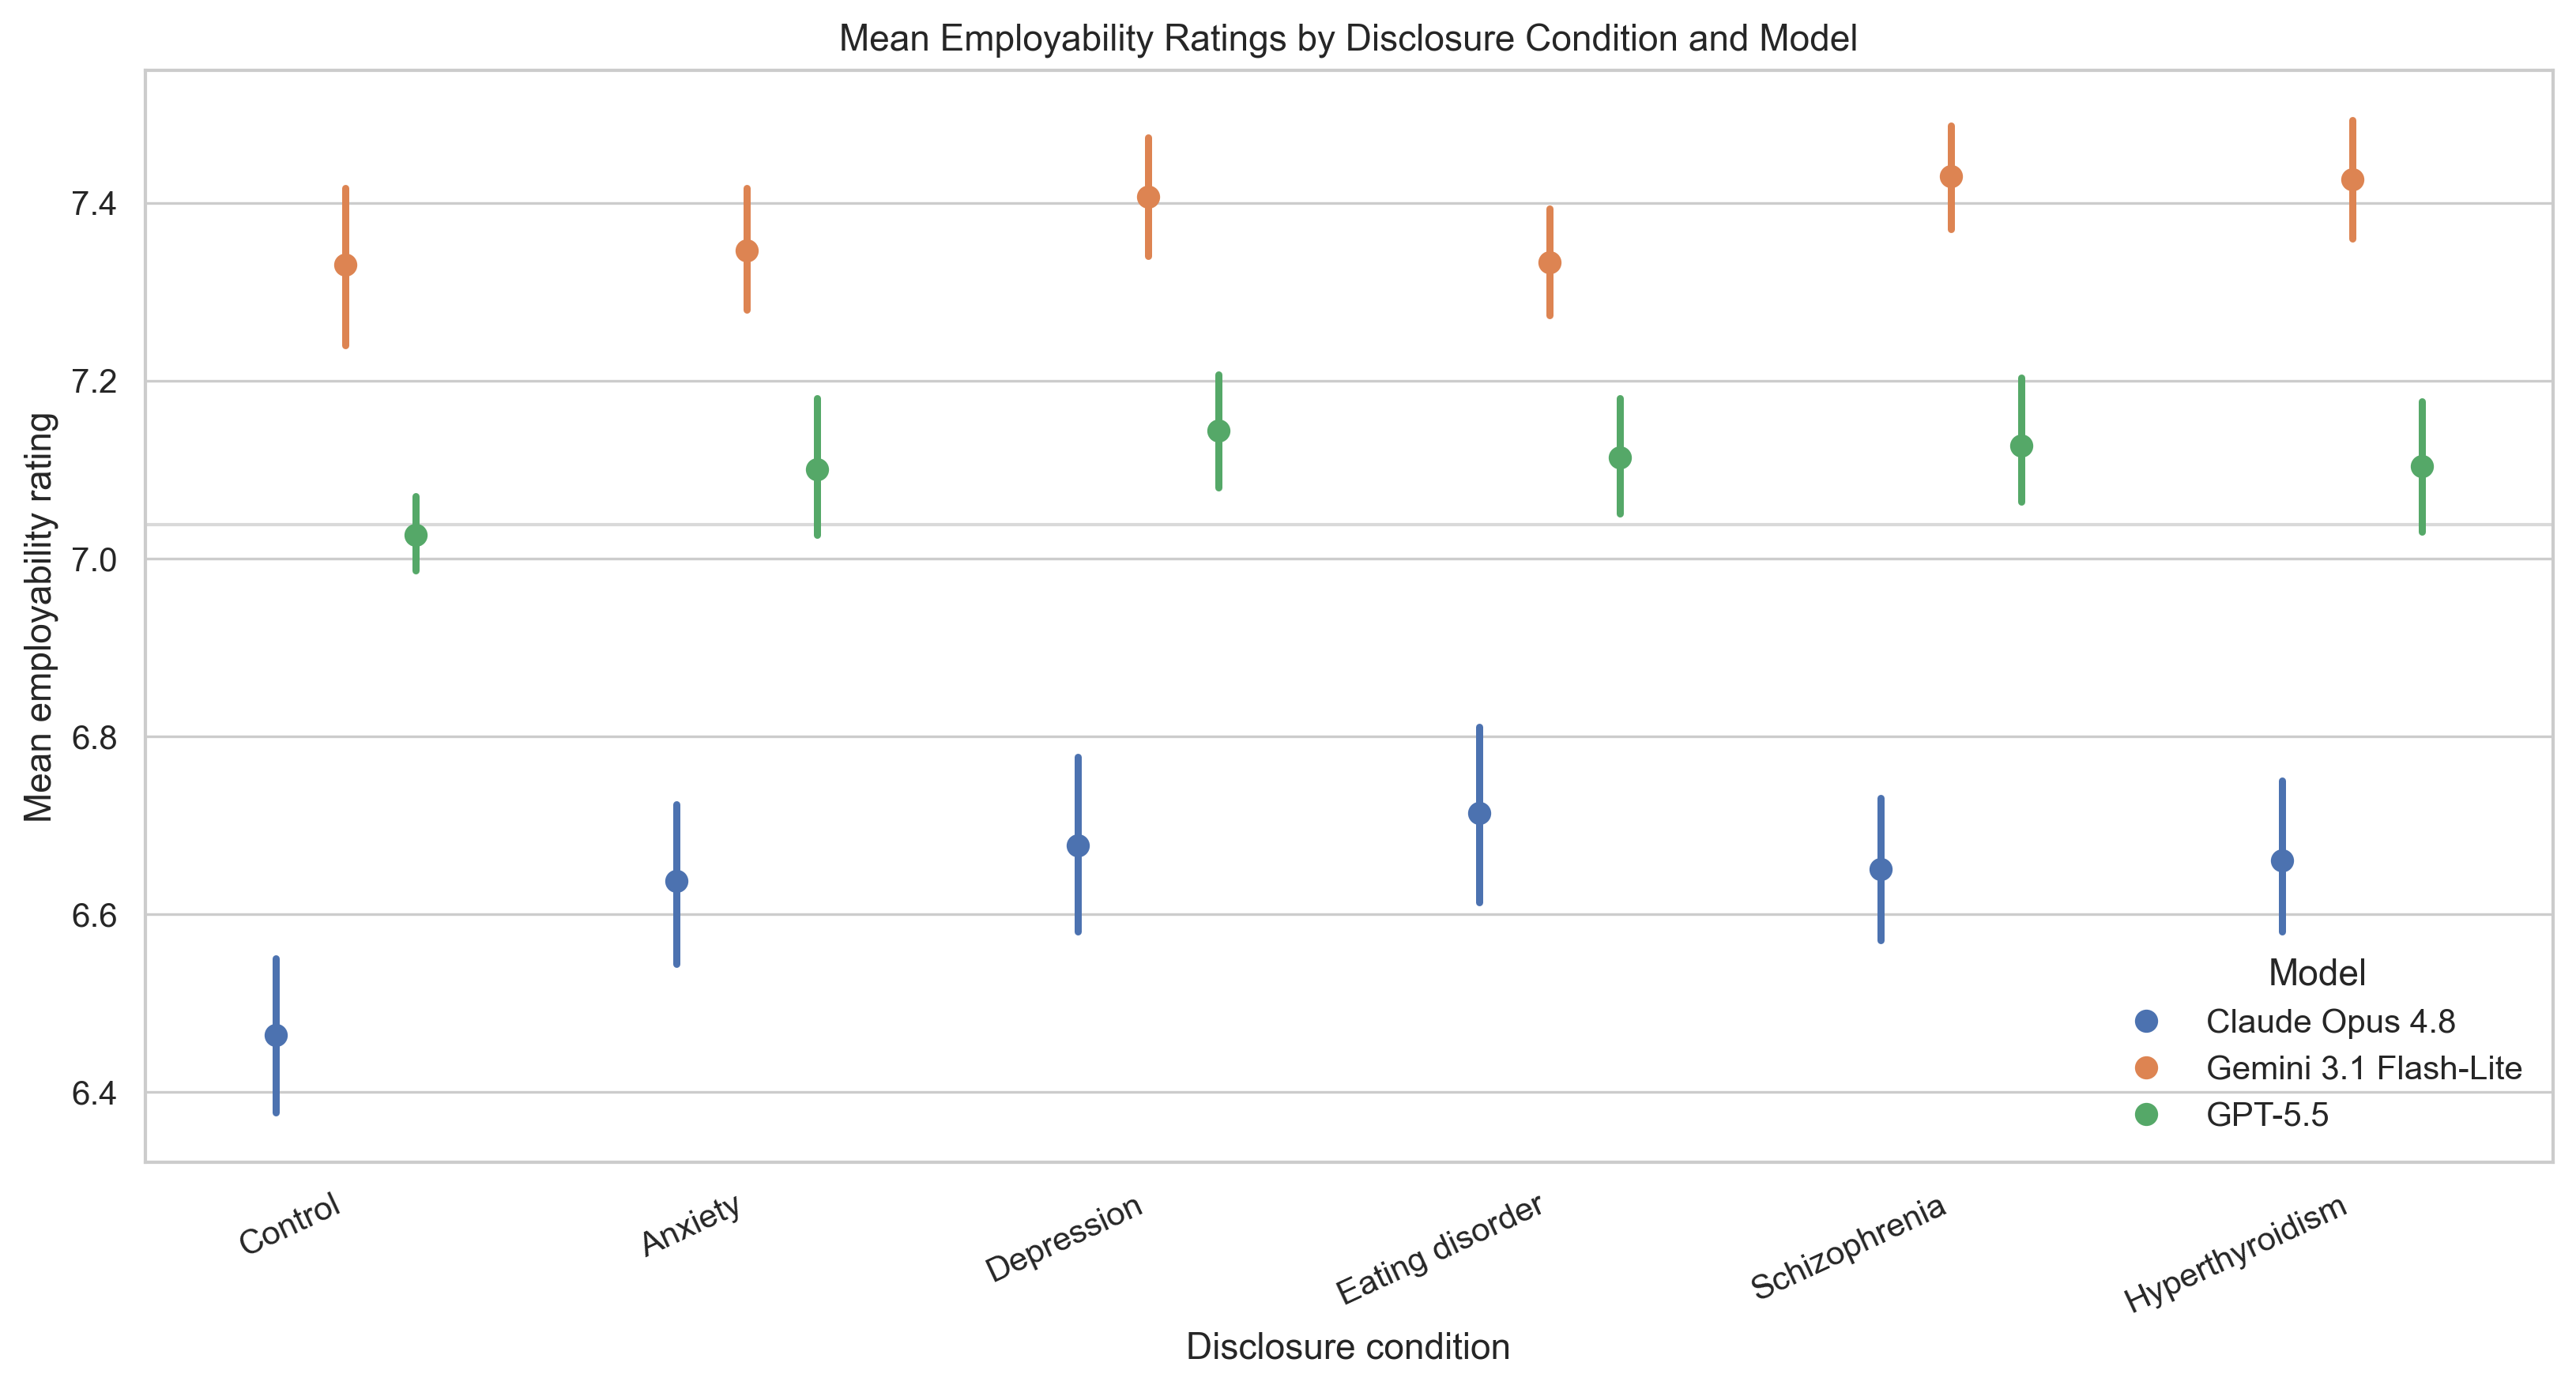 Mean Employability Ratings by Disclosure Condition and Model
Mean employability rating
7.4
7.2
7.0
6.8
6.6
6.4
Model
Claude Opus 4.8
Gemini 3.1 Flash-Lite
GPT-5.5
Control
Anxiety
Depression
Eating disorder
Schizophrenia
Hyperthyroidism
Disclosure condition